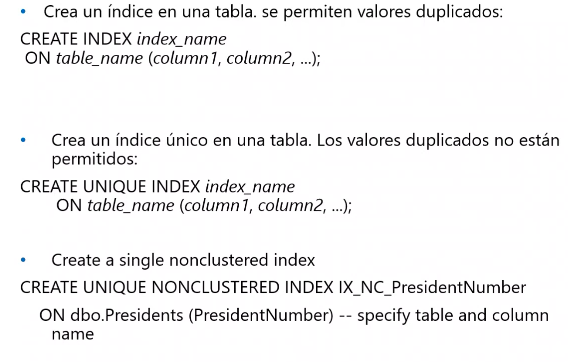 • Crea un índice en una tabla. se permiten valores duplicados:
CREATE INDEX index_name
ON table_name (column1, column2, ...);
• Crea un índice único en una tabla. Los valores duplicados no están
permitidos:
CREATE UNIQUE INDEX index_name
ON table_name (column1, column2, ...);
• Create a single nonclustered index
CREATE UNIQUE NONCLUSTERED INDEX IX_NC_PresidentNumber
ON dbo.Presidents (PresidentNumber) -- specify table and column
name